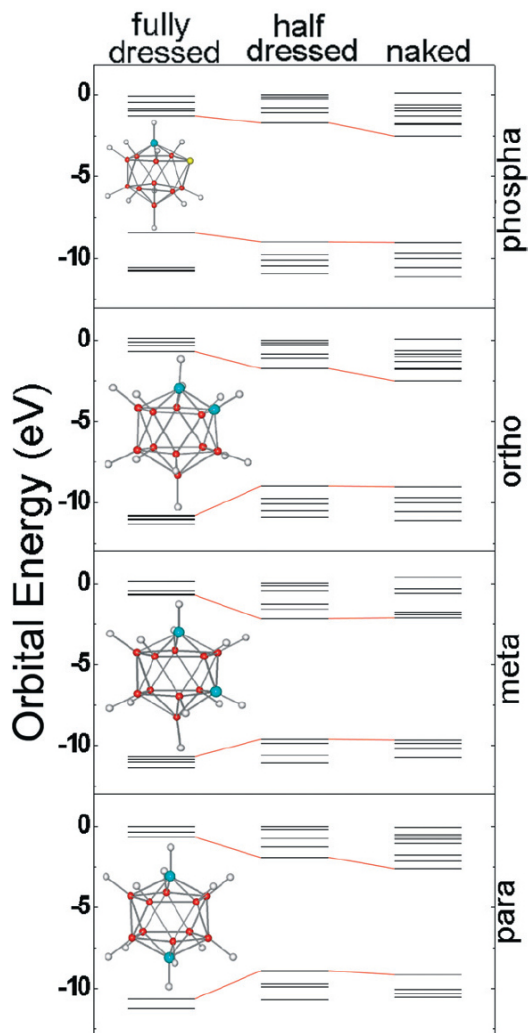 fully
dressed
half
dressed
naked
Orbital Energy (eV)
0
-5
-10
phospha
0
-5
-10
ortho
0
-5
-10
meta
0
-5
-10
para